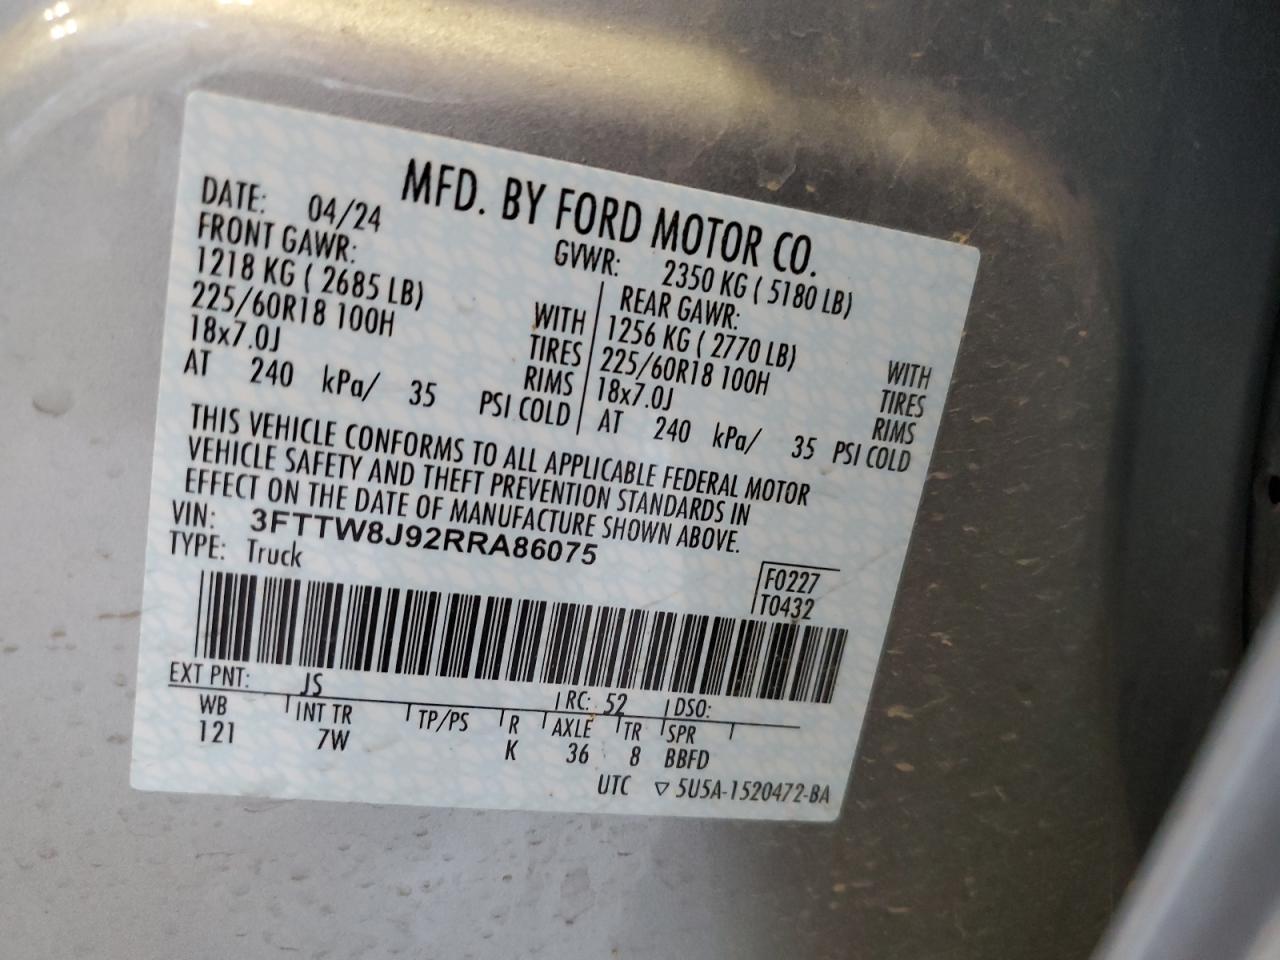 MFD. BY FORD MOTOR CO.
DATE: 04/24
GVWR: 2350 KG ( 5180 LB)
FRONT GAWR:
1218 KG ( 2685 LB) WITH
225/60R18 100H TIRES
18x7.0J RIMS
AT 240 kPa/ 35 PSI COLD
REAR GAWR:
1256 KG ( 2770 LB) WITH
225/60R18 100H TIRES
18x7.0J RIMS
AT 240 kPa/ 35 PSI COLD
THIS VEHICLE CONFORMS TO ALL APPLICABLE FEDERAL MOTOR
VEHICLE SAFETY AND THEFT PREVENTION STANDARDS IN
EFFECT ON THE DATE OF MANUFACTURE SHOWN ABOVE.
VIN: 3FTTW8J92RRA86075
TYPE: Truck
F0227
T0432
EXT PNT: JS RC: 52 DSO:
WB INT TR TP/PS R AXLE TR SPR
121 7W K 36 8 BBFD
UTC ▽ 5U5A-1520472-BA